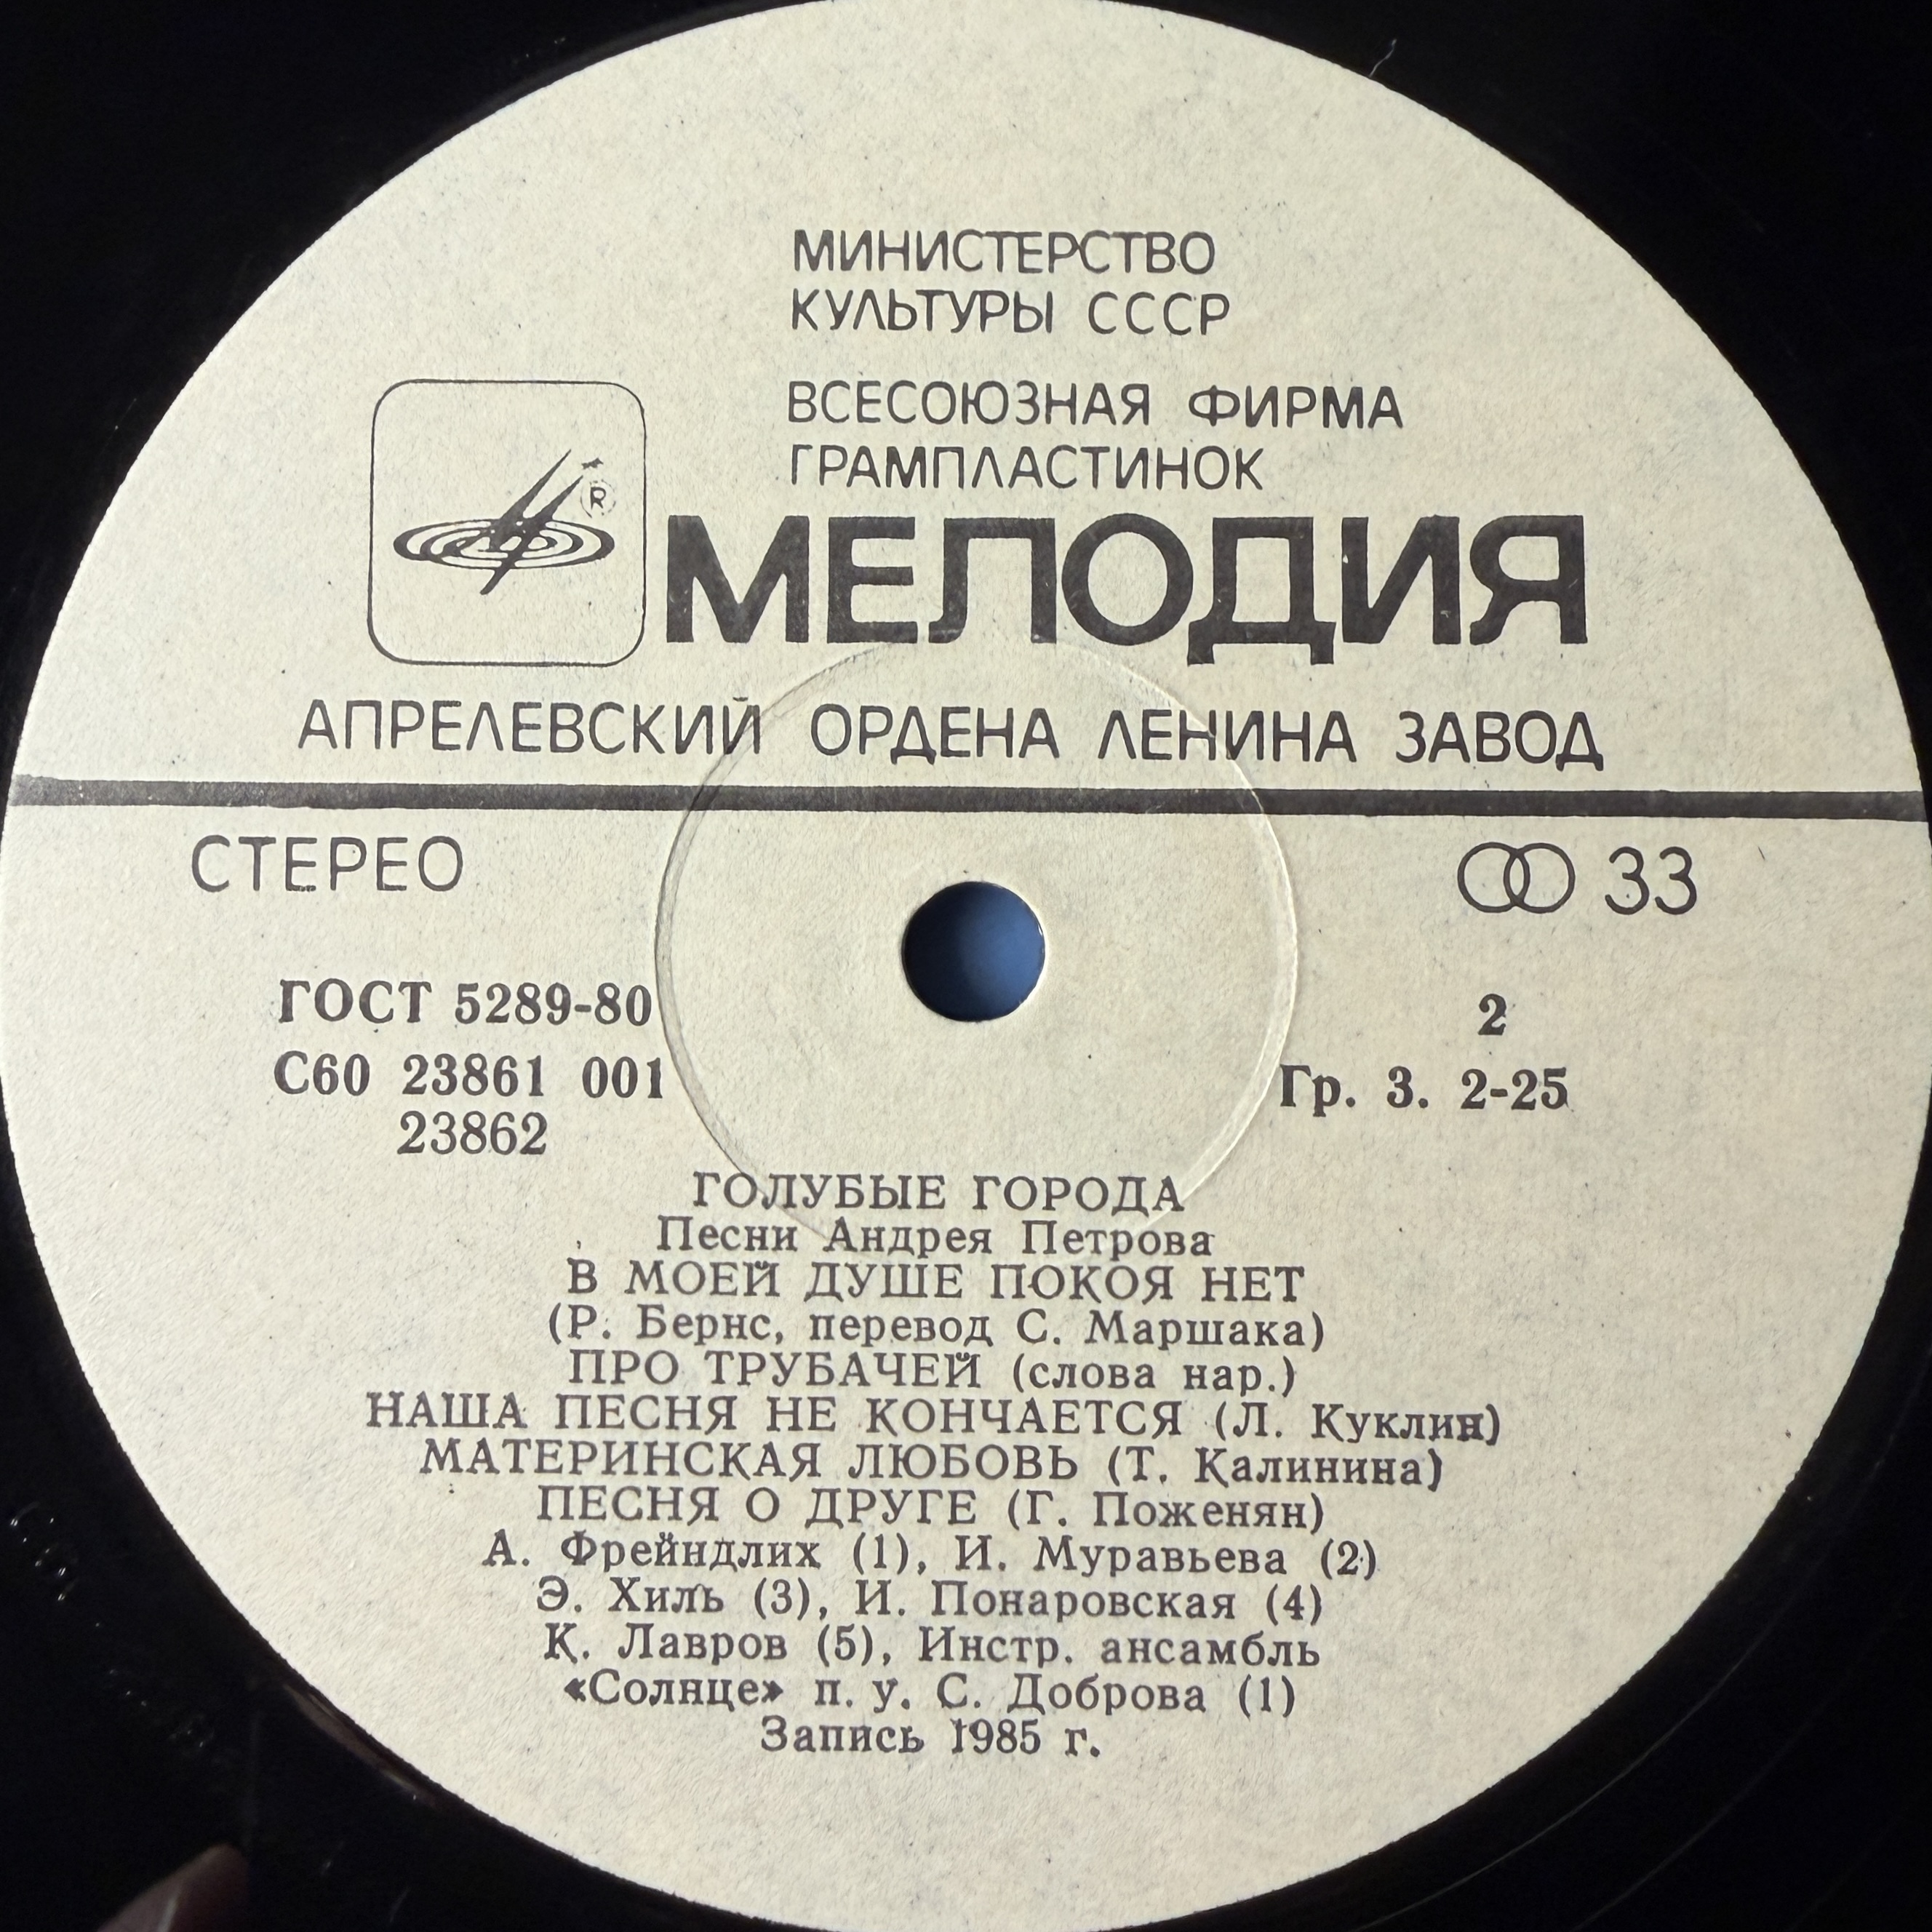 МИНИСТЕРСТВО
КУЛЬТУРЫ СССР
ВСЕСОЮЗНАЯ ФИРМА
ГРАМПЛАСТИНОК
®
МЕЛОДИЯ
АПРЕЛЕВСКИЙ ОРДЕНА ЛЕНИНА ЗАВОД
СТЕРЕО
33
ГОСТ 5289-80
2
С60 23861 001
Гр. 3. 2-25
23862
ГОЛУБЫЕ ГОРОДА
Песни Андрея Петрова
В МОЕЙ ДУШЕ ПОКОЯ НЕТ
(Р. Бернс, перевод С. Маршака)
ПРО ТРУБАЧЕЙ (слова нар.)
НАША ПЕСНЯ НЕ КОНЧАЕТСЯ (Л. Куклин)
МАТЕРИНСКАЯ ЛЮБОВЬ (Т. Калинина)
ПЕСНЯ О ДРУГЕ (Г. Поженян)
А. Фрейндлих (1), И. Муравьева (2)
Э. Хиль (3), И. Понаровская (4)
К. Лавров (5), Инстр. ансамбль
«Солнце» п. у. С. Доброва (1)
Запись 1985 г.